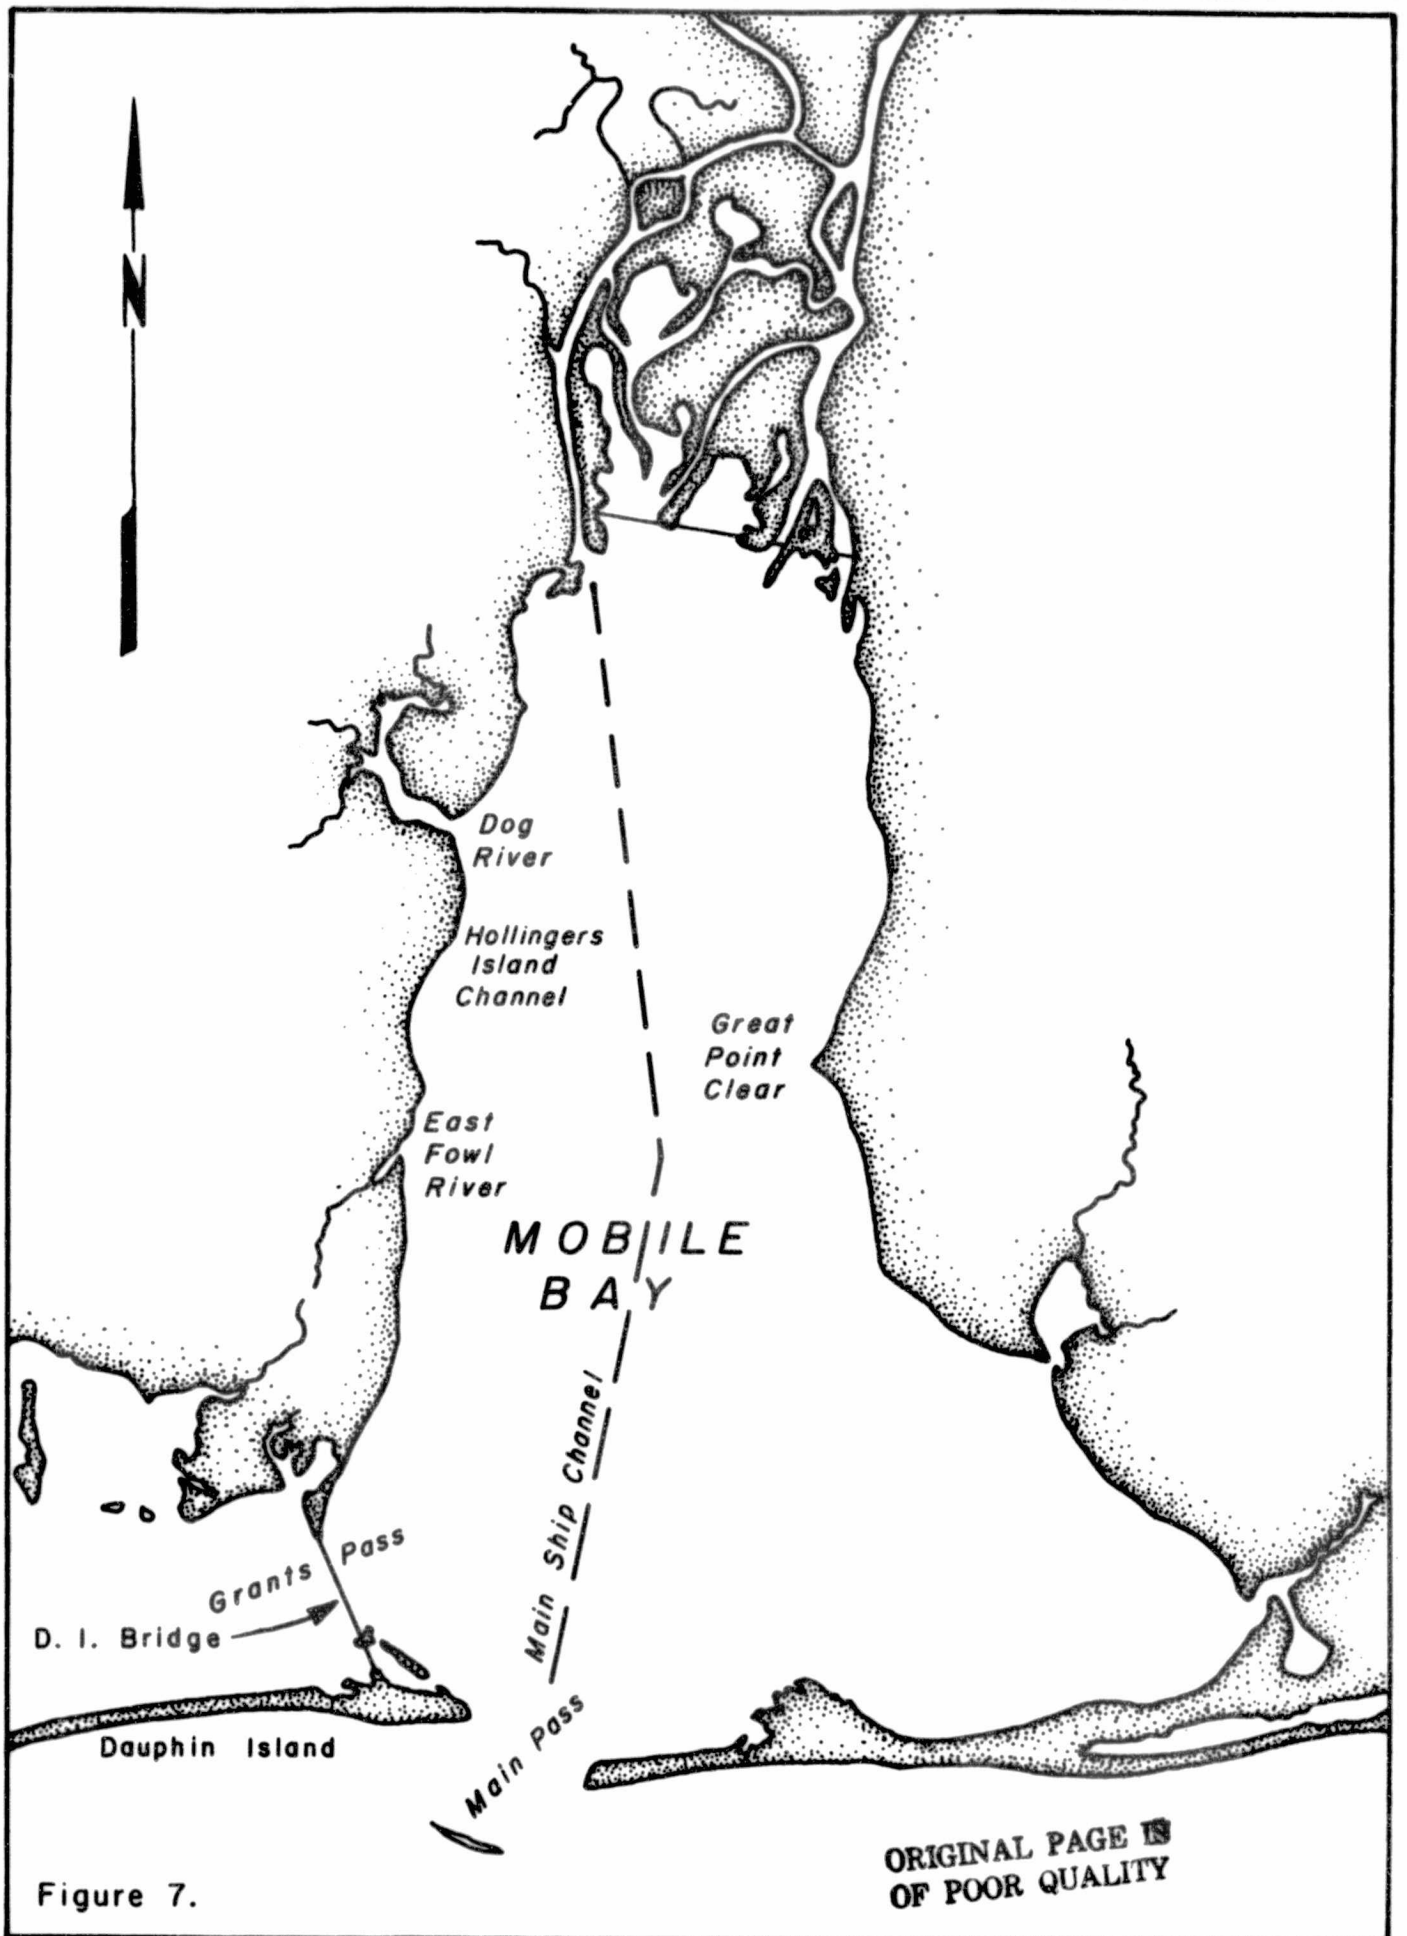 N
Dog
River
Hollingers
Island
Channel
Great
Point
Clear
East
Fowl
River
MOBILE
BAY
Main Ship Channel
Grants Pass
D. I. Bridge
Main Pass
Dauphin Island
ORIGINAL PAGE IS
OF POOR QUALITY
Figure 7.